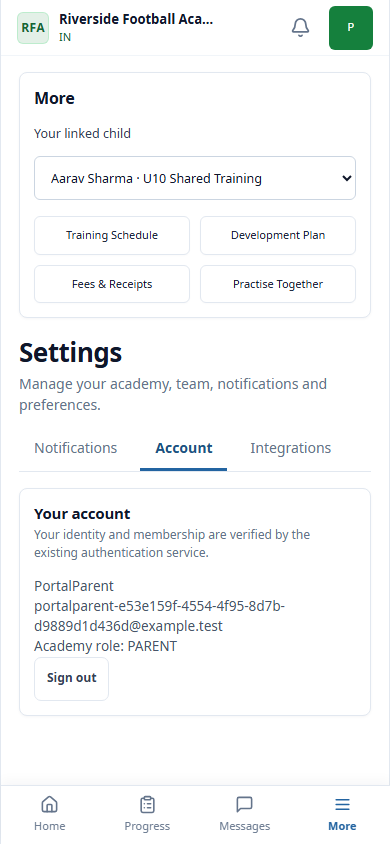 RFA
Riverside Football Aca...
IN
P
More
Your linked child
Aarav Sharma · U10 Shared Training
Training Schedule
Development Plan
Fees & Receipts
Practise Together
Settings
Manage your academy, team, notifications and
preferences.
Notifications
Account
Integrations
Your account
Your identity and membership are verified by the
existing authentication service.
PortalParent
portalparent-e53e159f-4554-4f95-8d7b-
d9889d1d436d@example.test
Academy role: PARENT
Sign out
Home
Progress
Messages
More